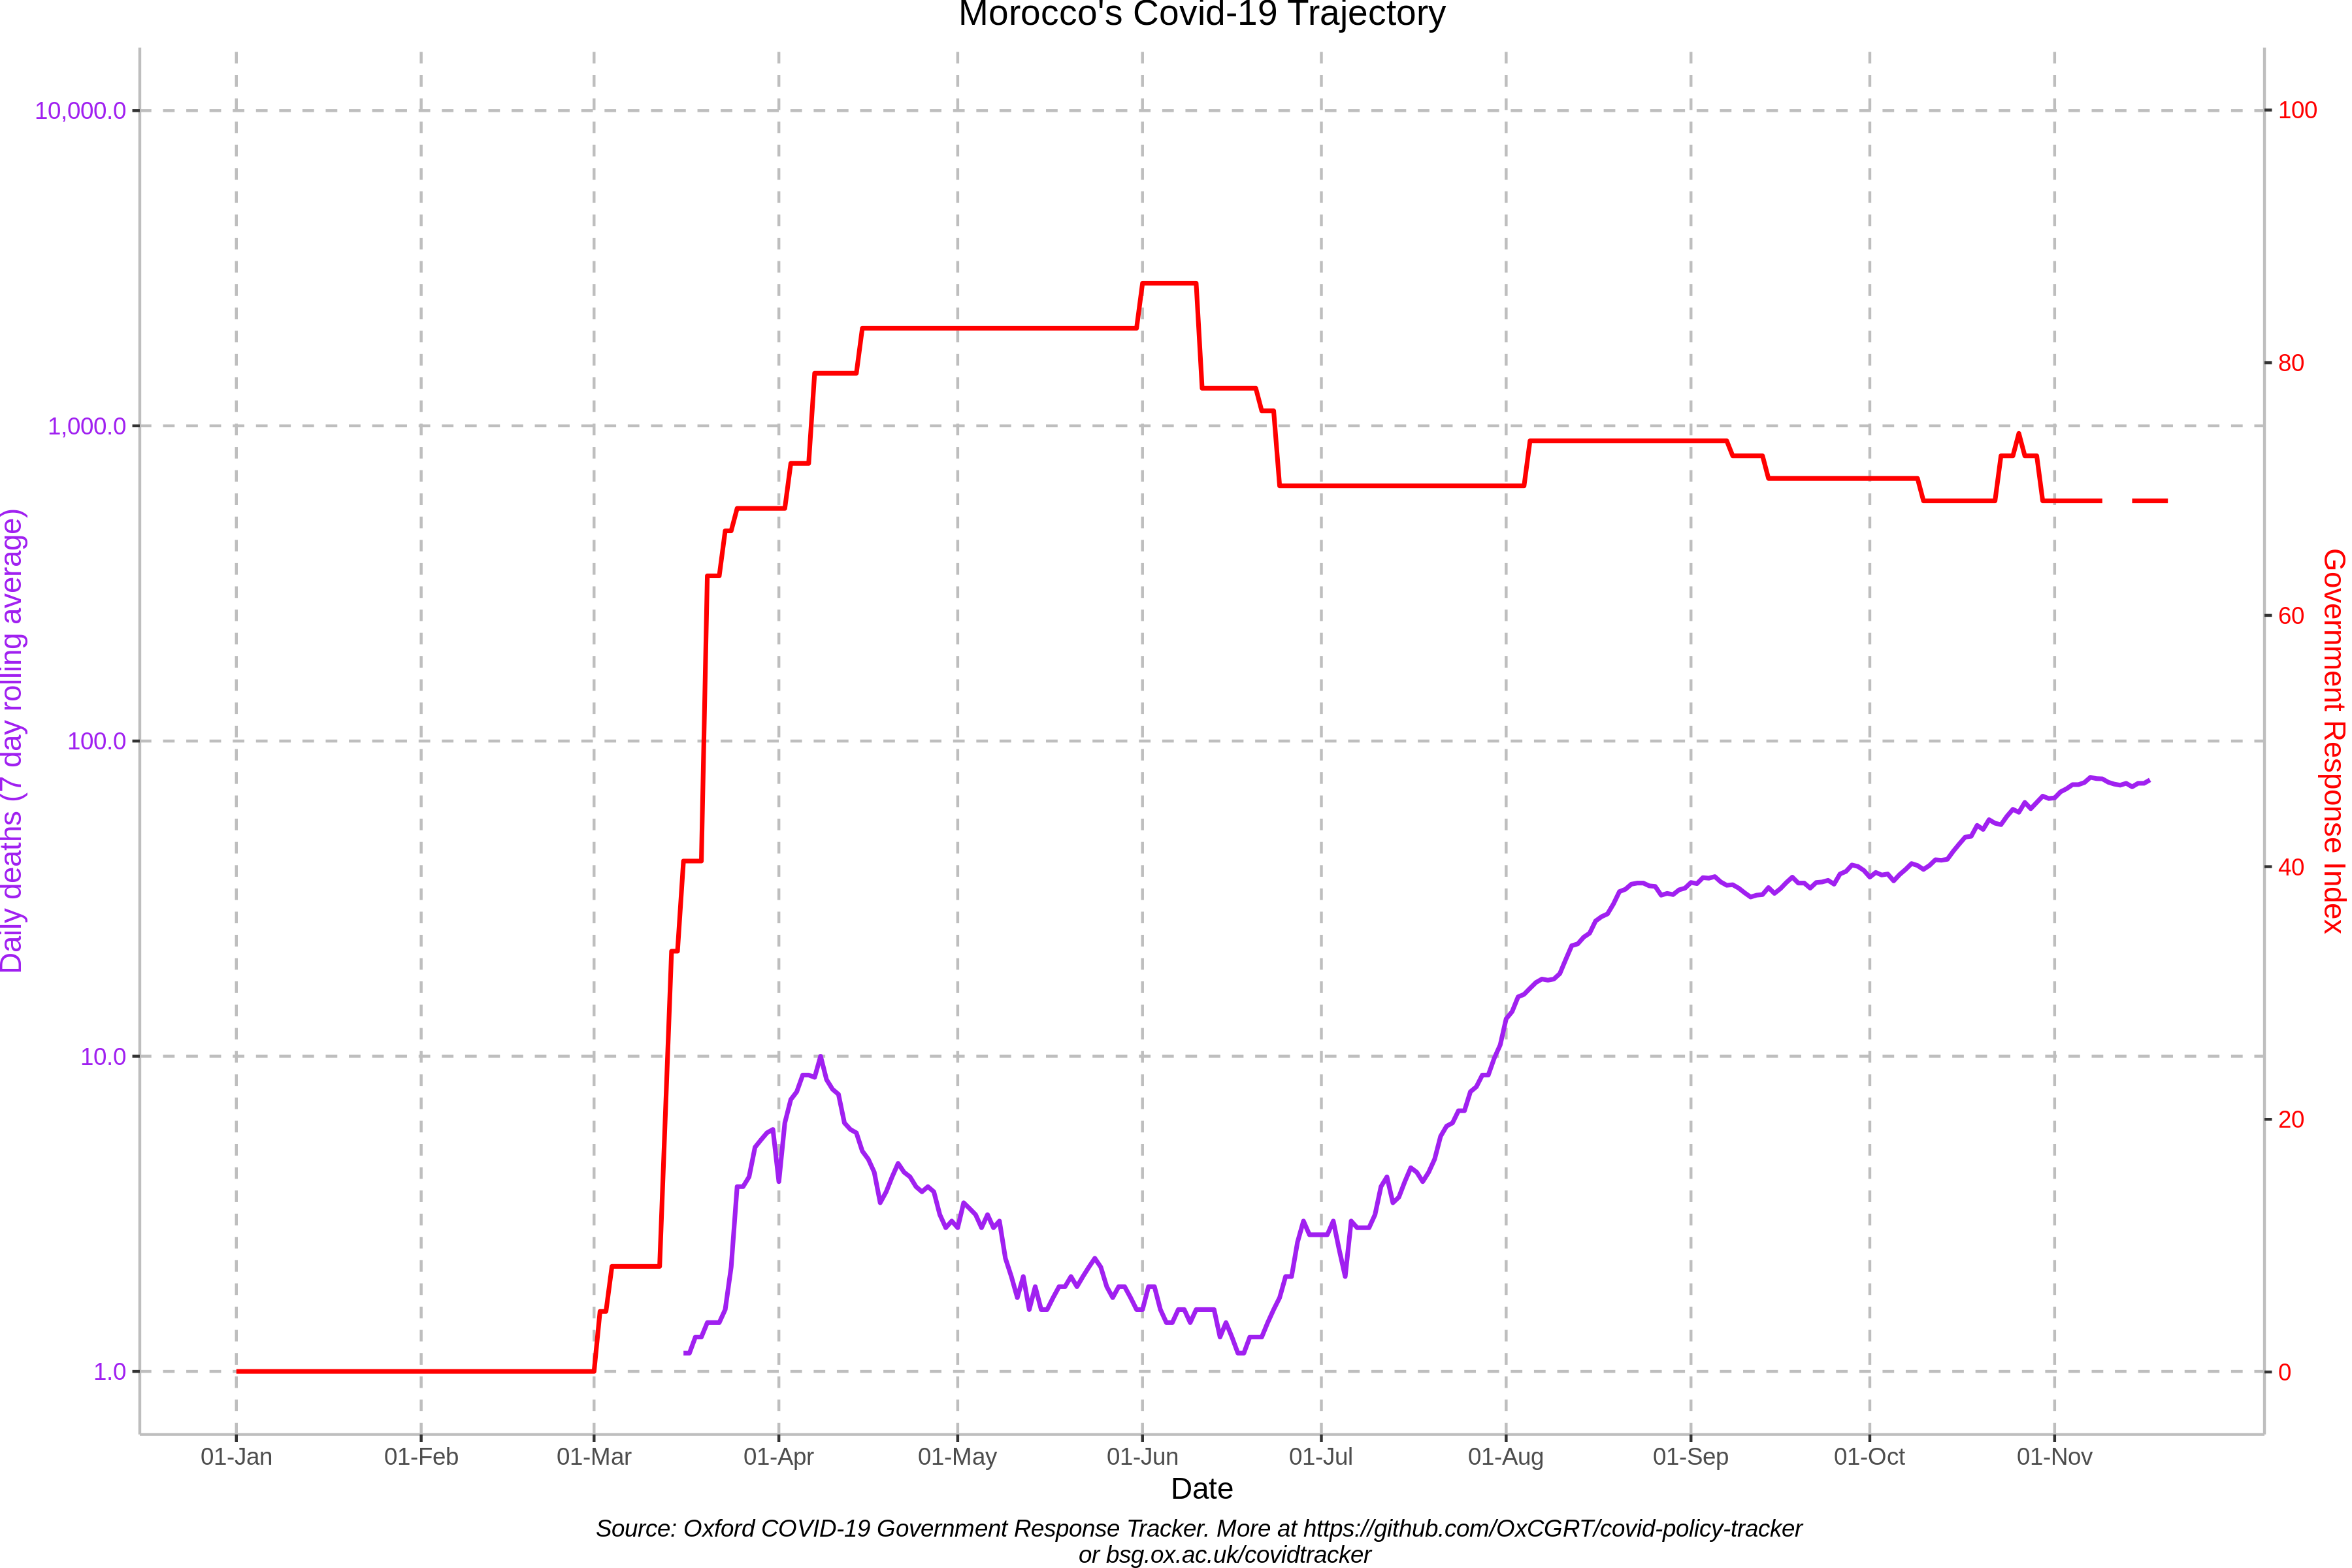 Morocco's Covid-19 Trajectory
10,000.0
1,000.0
100.0
10.0
1.0
Daily deaths (7 day rolling average)
100
80
60
40
20
0
Government Response Index
01-Jan
01-Feb
01-Mar
01-Apr
01-May
01-Jun
01-Jul
01-Aug
01-Sep
01-Oct
01-Nov
Date
Source: Oxford COVID-19 Government Response Tracker. More at https://github.com/OxCGRT/covid-policy-tracker
or bsg.ox.ac.uk/covidtracker